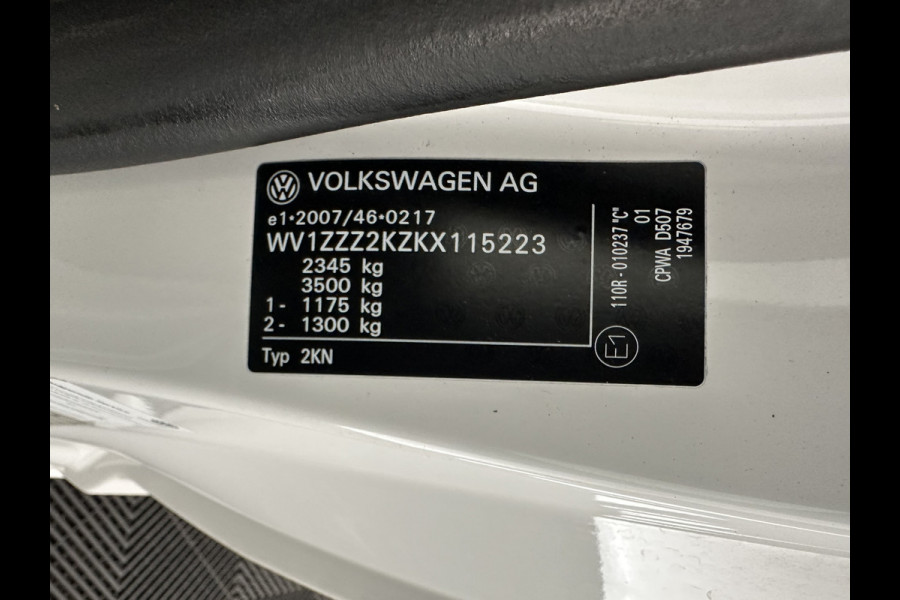 VOLKSWAGEN AG
e1•2007/46•0217
WV1ZZZ2KZKX115223
2345 kg
3500 kg
1- 1175 kg
2- 1300 kg
Typ 2KN
E1
110R-010237"C"
01
CPWA D507
1947679